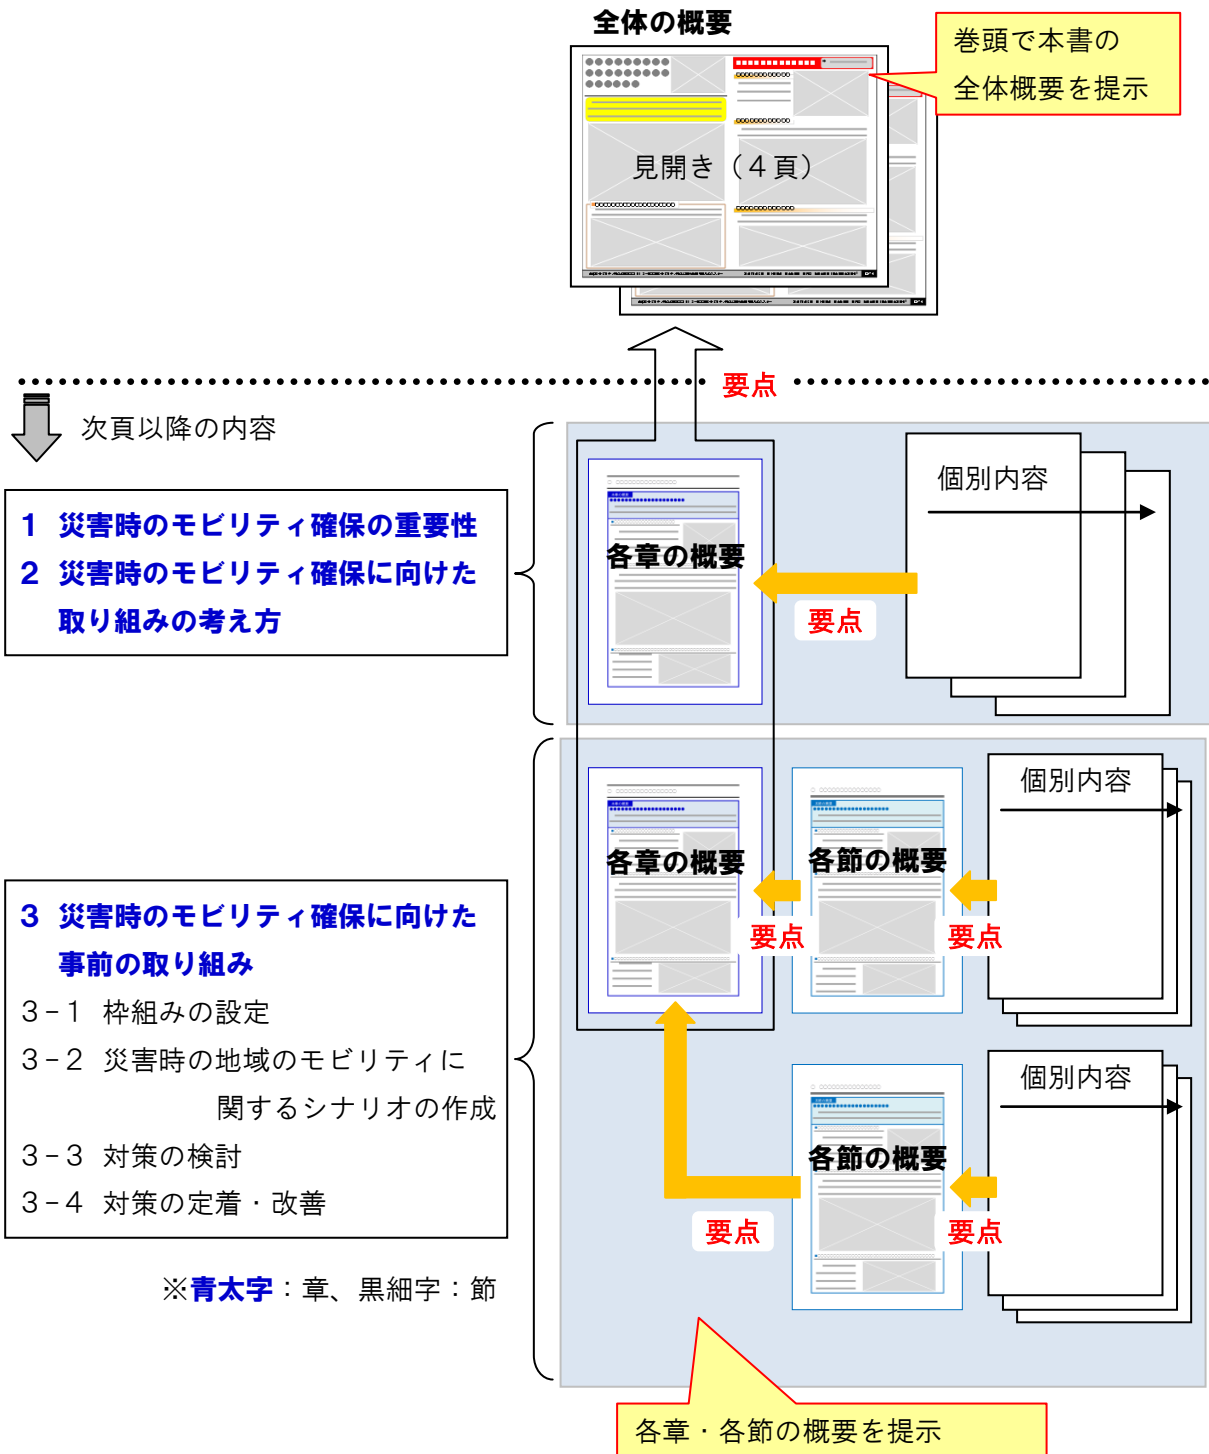 全体の概要
巻頭で本書の
全体概要を提示
見開き（４頁）
要点
次頁以降の内容
1 災害時のモビリティ確保の重要性
2 災害時のモビリティ確保に向けた
取り組みの考え方
各章の概要
要点
個別内容
3 災害時のモビリティ確保に向けた
事前の取り組み
３-１ 枠組みの設定
３-２ 災害時の地域のモビリティに
関するシナリオの作成
３-３ 対策の検討
３-４ 対策の定着・改善
※青太字：章、黒細字：節
各章の概要
要点
各節の概要
要点
個別内容
各節の概要
要点
要点
個別内容
各章・各節の概要を提示